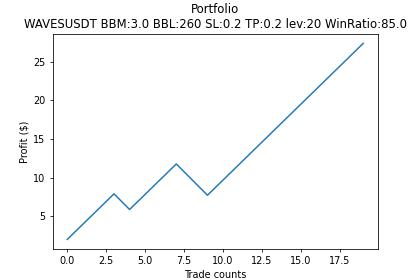 Portfolio
WAVESUSDT BBM:3.0 BBL:260 SL:0.2 TP:0.2 lev:20 WinRatio:85.0
25
20
15
10
5
Profit ($)
0.0 2.5 5.0 7.5 10.0 12.5 15.0 17.5
Trade counts